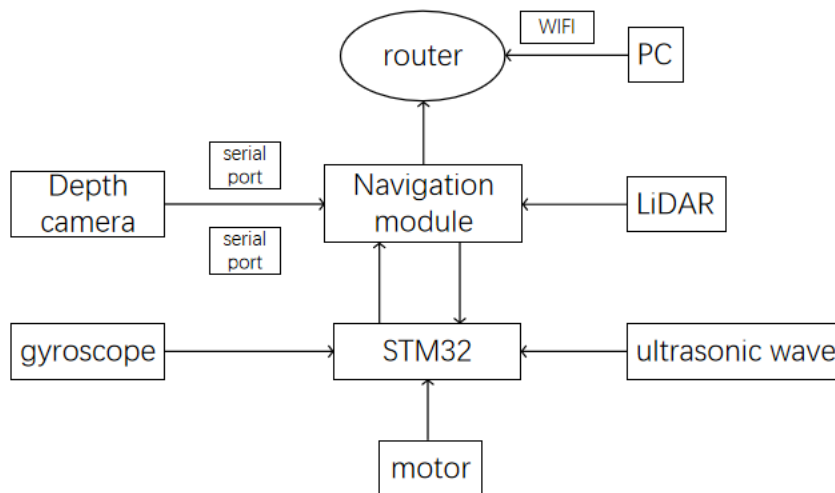 WIFI
router
PC
serial
port
Depth
camera
Navigation
module
LiDAR
serial
port
gyroscope
STM32
ultrasonic wave
motor